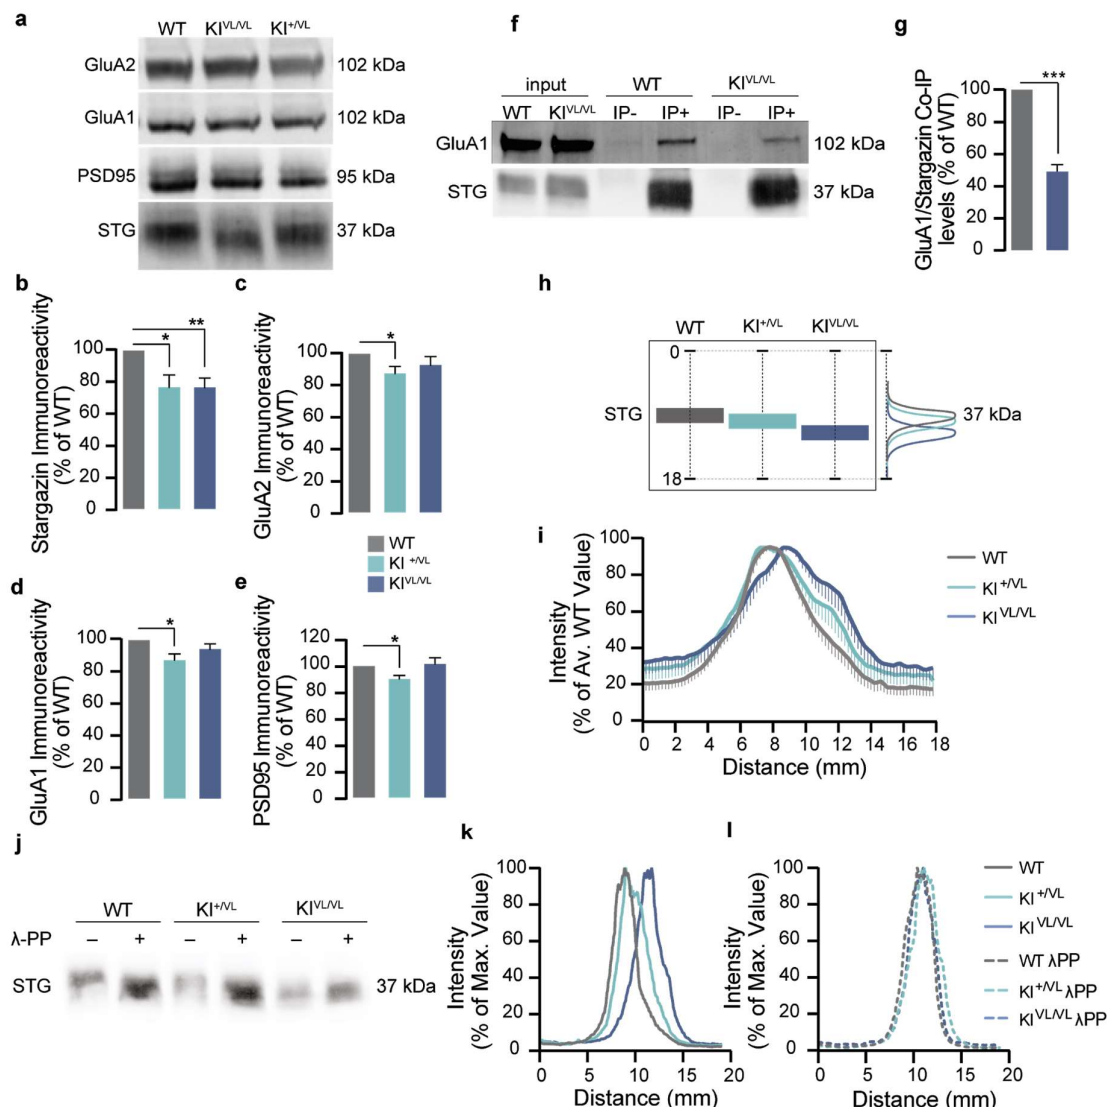 a
WT KI^VL/VL KI^+/VL
GluA2 102 kDa
GluA1 102 kDa
PSD95 95 kDa
STG 37 kDa
f
input WT KI^VL/VL
WT KI^VL/VL IP- IP+ IP- IP+
GluA1 102 kDa
STG 37 kDa
g
GluA1/Stargazin Co-IP
levels (% of WT)
100
80
60
40
20
0
***
b
Stargazin Immunoreactivity
(% of WT)
100
80
60
40
20
0
*
**
c
GluA2 Immunoreactivity
(% of WT)
100
80
60
40
20
0
*
WT
KI^+/VL
KI^VL/VL
h
WT KI^+/VL KI^VL/VL
0
STG 37 kDa
18
d
GluA1 Immunoreactivity
(% of WT)
100
80
60
40
20
0
*
e
PSD95 Immunoreactivity
(% of WT)
120
100
80
60
40
20
0
*
i
Intensity
(% of Av. WT Value)
100
80
60
40
20
0
0 2 4 6 8 10 12 14 16 18
Distance (mm)
WT
KI^+/VL
KI^VL/VL
j
WT KI^+/VL KI^VL/VL
λ-PP – + – + – +
STG 37 kDa
k
Intensity
(% of Max. Value)
100
80
60
40
20
0
0 5 10 15 20
Distance (mm)
l
Intensity
(% of Max. Value)
100
80
60
40
20
0
0 5 10 15 20
Distance (mm)
WT
KI^+/VL
KI^VL/VL
WT λPP
KI^+/VL λPP
KI^VL/VL λPP